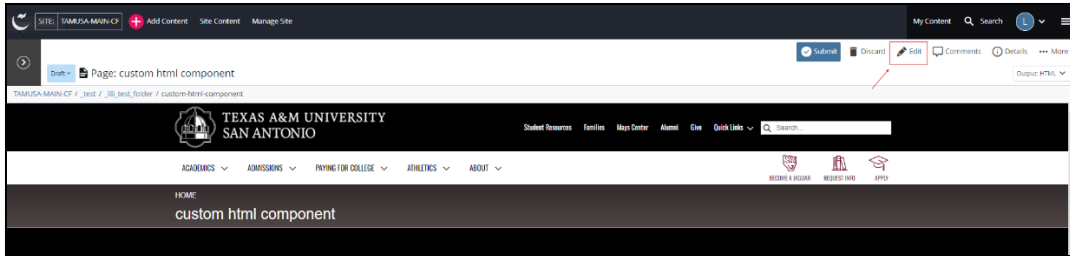 SITE: TAMUSA-MAIN-CF Add Content Site Content Manage Site My Content Search L
Submit Discard Edit Comments Details ••• More
Draft Page: custom html component Output: HTML
TAMUSA-MAIN-CF / _test / _lili_test_folder / custom-html-component
TEXAS A&M UNIVERSITY
SAN ANTONIO
Student Resources Families Mays Center Alumni Give Quick Links Search...
ACADEMICS ADMISSIONS PAYING FOR COLLEGE ATHLETICS ABOUT
BECOME A JAGUAR REQUEST INFO APPLY
HOME
custom html component